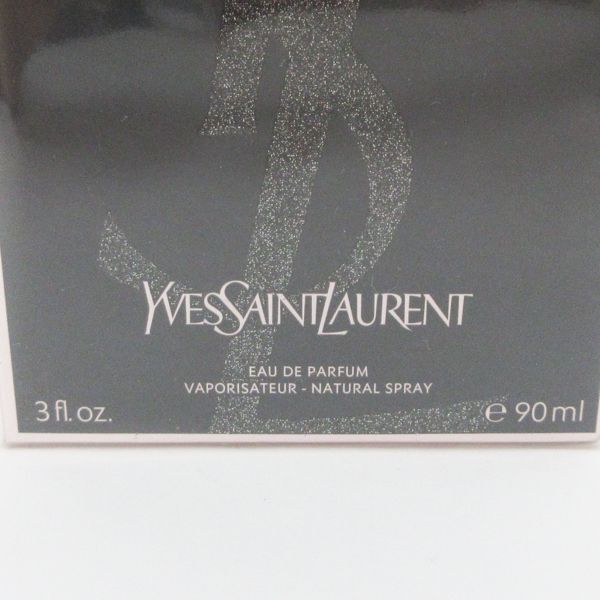 YVESSAINTLAURENT
EAU DE PARFUM
VAPORISATEUR - NATURAL SPRAY
3 fl. oz. ℮ 90 ml